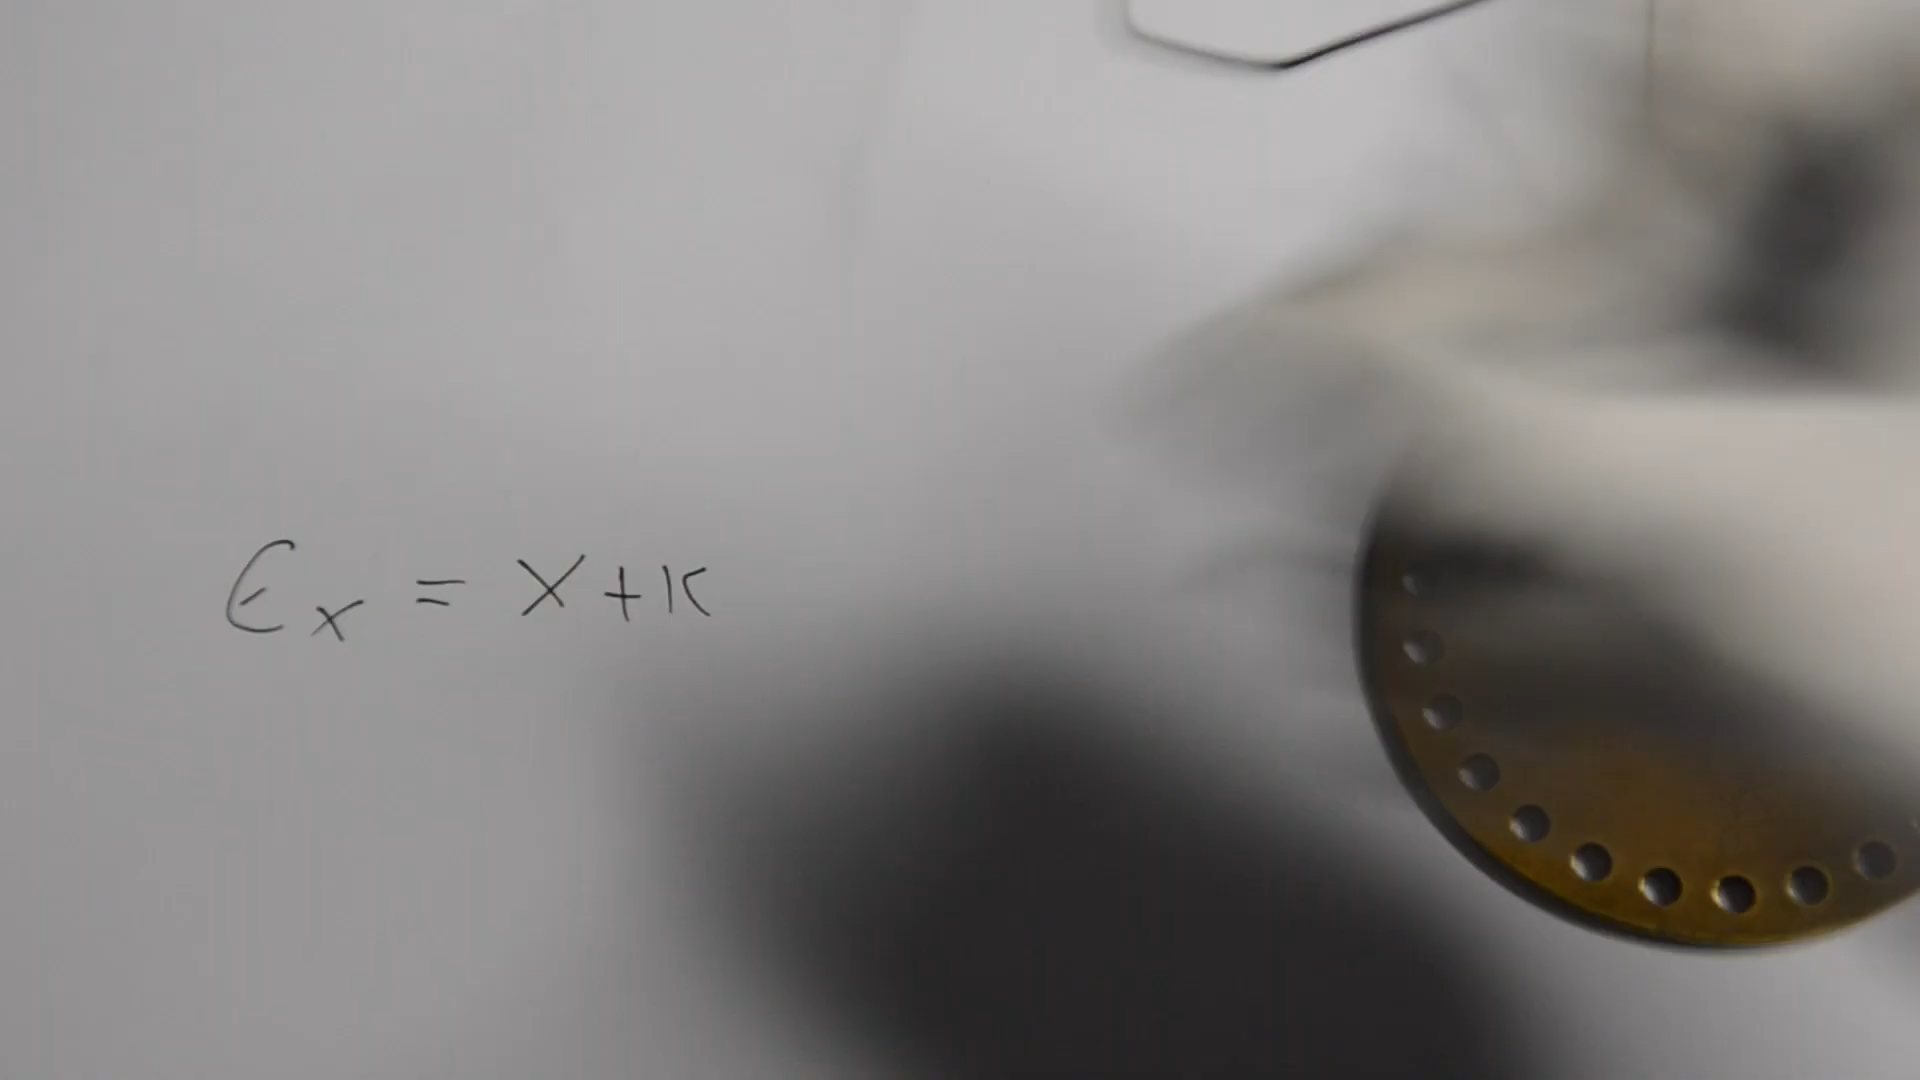 Ex = x+k